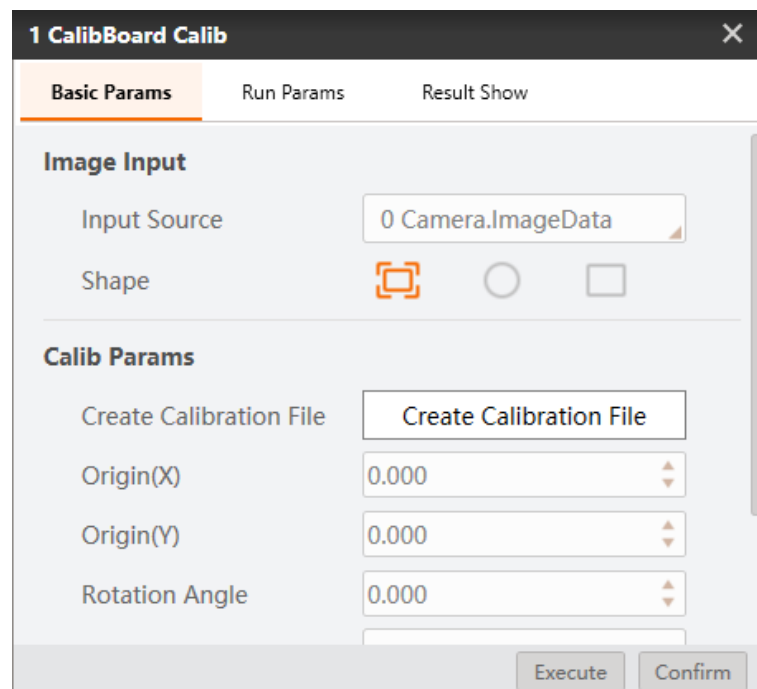 1 CalibBoard Calib
Basic Params Run Params Result Show
Image Input
Input Source 0 Camera.ImageData
Shape
Calib Params
Create Calibration File Create Calibration File
Origin(X) 0.000
Origin(Y) 0.000
Rotation Angle 0.000
Execute Confirm